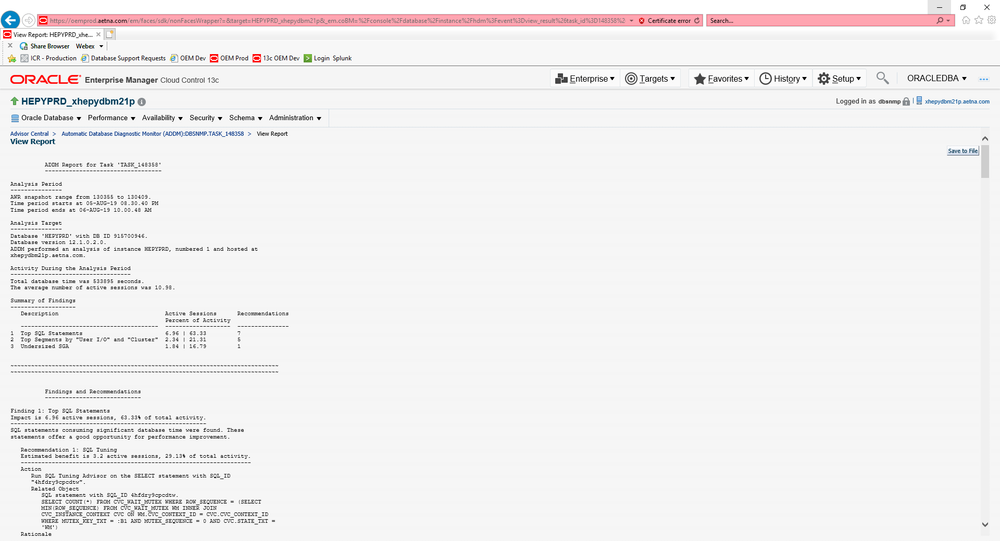 https://oemprod.aetna.com/em/faces/sdk/nonFacesWrapper?=&target=HEPYPRD_xhepydbm21p&_em.coBM=%2Fconsole%2Fdatabase%2Finstance%2Fhdm%3Fevent%3Dview_result%26task_id%3D148358%2 Certificate error Search...
View Report: HEPYPRD_xhe...
Share Browser Webex
ICR - Production Database Support Requests OEM Dev OEM Prod 13c OEM Dev Login Splunk
ORACLE Enterprise Manager Cloud Control 13c Enterprise Targets Favorites History Setup ORACLEDBA
HEPYPRD_xhepydbm21p Logged in as dbsnmp xhepydbm21p.aetna.com
Oracle Database Performance Availability Security Schema Administration
Advisor Central > Automatic Database Diagnostic Monitor (ADDM):DBSNMP.TASK_148358 > View Report
View Report
Save to File
ADDM Report for Task 'TASK_148358'
----------------------------------
Analysis Period
---------------
AWR snapshot range from 130355 to 130409.
Time period starts at 05-AUG-19 08.30.40 PM
Time period ends at 06-AUG-19 10.00.48 AM
Analysis Target
---------------
Database 'HEPYPRD' with DB ID 915700946.
Database version 12.1.0.2.0.
ADDM performed an analysis of instance HEPYPRD, numbered 1 and hosted at
xhepydbm21p.aetna.com.
Activity During the Analysis Period
-----------------------------------
Total database time was 533895 seconds.
The average number of active sessions was 10.98.
Summary of Findings
-------------------
Description Active Sessions Recommendations
Percent of Activity
---------------------------------------- ------------------- ---------------
1 Top SQL Statements 6.96 | 63.33 7
2 Top Segments by "User I/O" and "Cluster" 2.34 | 21.31 5
3 Undersized SGA 1.84 | 16.79 1
~~~~~~~~~~~~~~~~~~~~~~~~~~~~~~~~~~~~~~~~~~~~~~~~~~~~~~~~~~~~~~~~~~~~~~~~~~~~~~
~~~~~~~~~~~~~~~~~~~~~~~~~~~~~~~~~~~~~~~~~~~~~~~~~~~~~~~~~~~~~~~~~~~~~~~~~~~~~~
Findings and Recommendations
----------------------------
Finding 1: Top SQL Statements
Impact is 6.96 active sessions, 63.33% of total activity.
---------------------------------------------------------
SQL statements consuming significant database time were found. These
statements offer a good opportunity for performance improvement.
Recommendation 1: SQL Tuning
Estimated benefit is 3.2 active sessions, 29.13% of total activity.
-------------------------------------------------------------------
Action
Run SQL Tuning Advisor on the SELECT statement with SQL_ID
"4hfdry9cpcdtw".
Related Object
SQL statement with SQL_ID 4hfdry9cpcdtw.
SELECT COUNT(*) FROM CVC_WAIT_MUTEX WHERE ROW_SEQUENCE = (SELECT
MIN(ROW_SEQUENCE) FROM CVC_WAIT_MUTEX WM INNER JOIN
CVC_INSTANCE_CONTEXT CVC ON WM.CVC_CONTEXT_ID = CVC.CVC_CONTEXT_ID
WHERE MUTEX_KEY_TXT = :B1 AND MUTEX_SEQUENCE = 0 AND CVC.STATE_TXT =
'WM')
Rationale